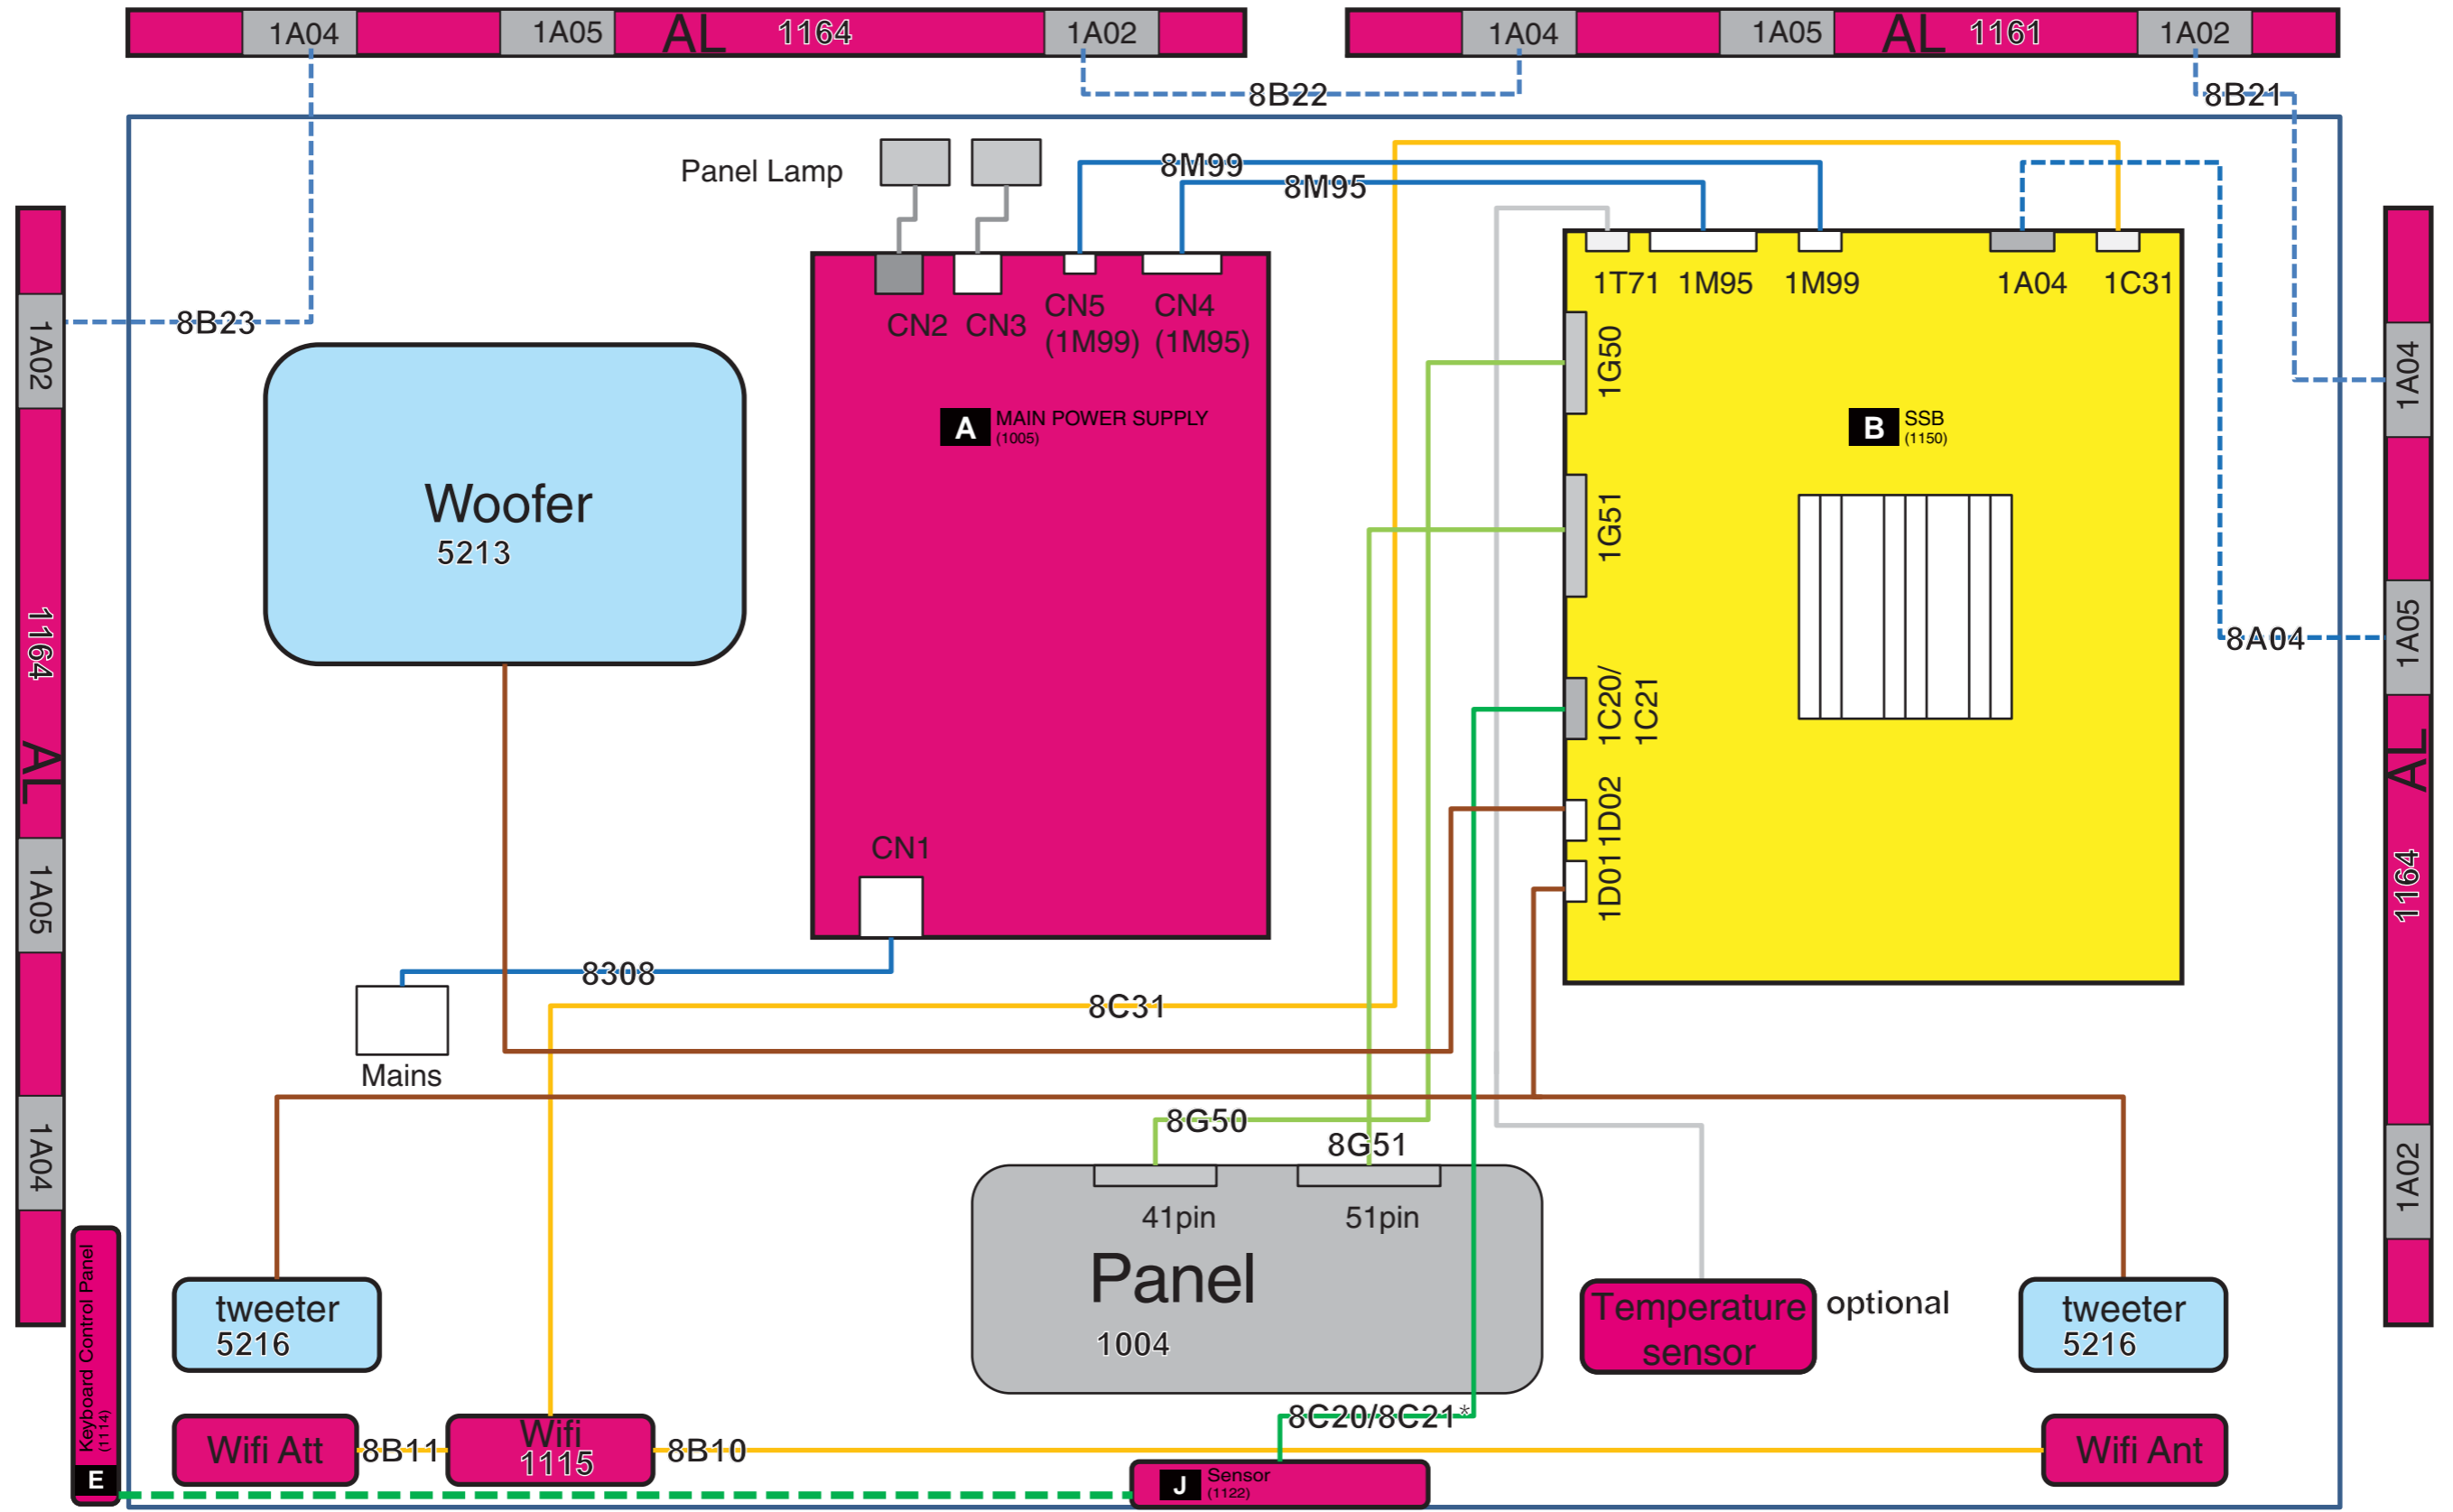 1A04
1A05
AL 1164
1A02
1A04
1A05
AL 1161
1A02
8B22
8B21
Panel Lamp
8M99
8M95
1T71
1M95
1M99
1A04
1C31
CN2
CN3
CN5
(1M99)
CN4
(1M95)
8B23
1A02
1164
AL
1A05
1A04
1A04
1A05
AL
1164
1A02
8A04
1G50
1G51
1C20/
1C21
1D02
1D01
A MAIN POWER SUPPLY
(1005)
B SSB
(1150)
Woofer
5213
CN1
8308
Mains
8C31
8G50
8G51
41pin
51pin
Panel
1004
tweeter
5216
Temperature
sensor
optional
tweeter
5216
Keyboard Control Panel
(1114)
E
Wifi Att
8B11
Wifi
1115
8B10
8C20/8C21*
Wifi Ant
J Sensor
(1122)